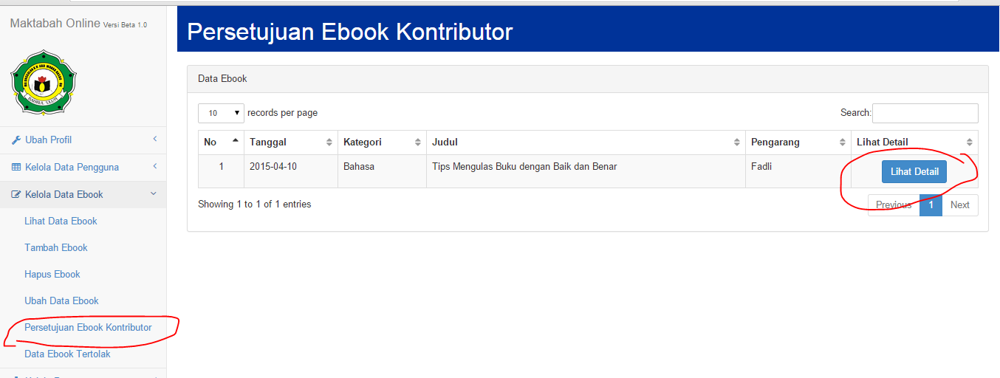 Maktabah Online Versi Beta 1.0
Persetujuan Ebook Kontributor
BAHRUL ULUM
Ubah Profil
Kelola Data Pengguna
Kelola Data Ebook
Lihat Data Ebook
Tambah Ebook
Hapus Ebook
Ubah Data Ebook
Persetujuan Ebook Kontributor
Data Ebook Tertolak
Data Ebook
10 records per page
Search:
No Tanggal Kategori Judul Pengarang Lihat Detail
1 2015-04-10 Bahasa Tips Mengulas Buku dengan Baik dan Benar Fadli Lihat Detail
Showing 1 to 1 of 1 entries
Previous 1 Next